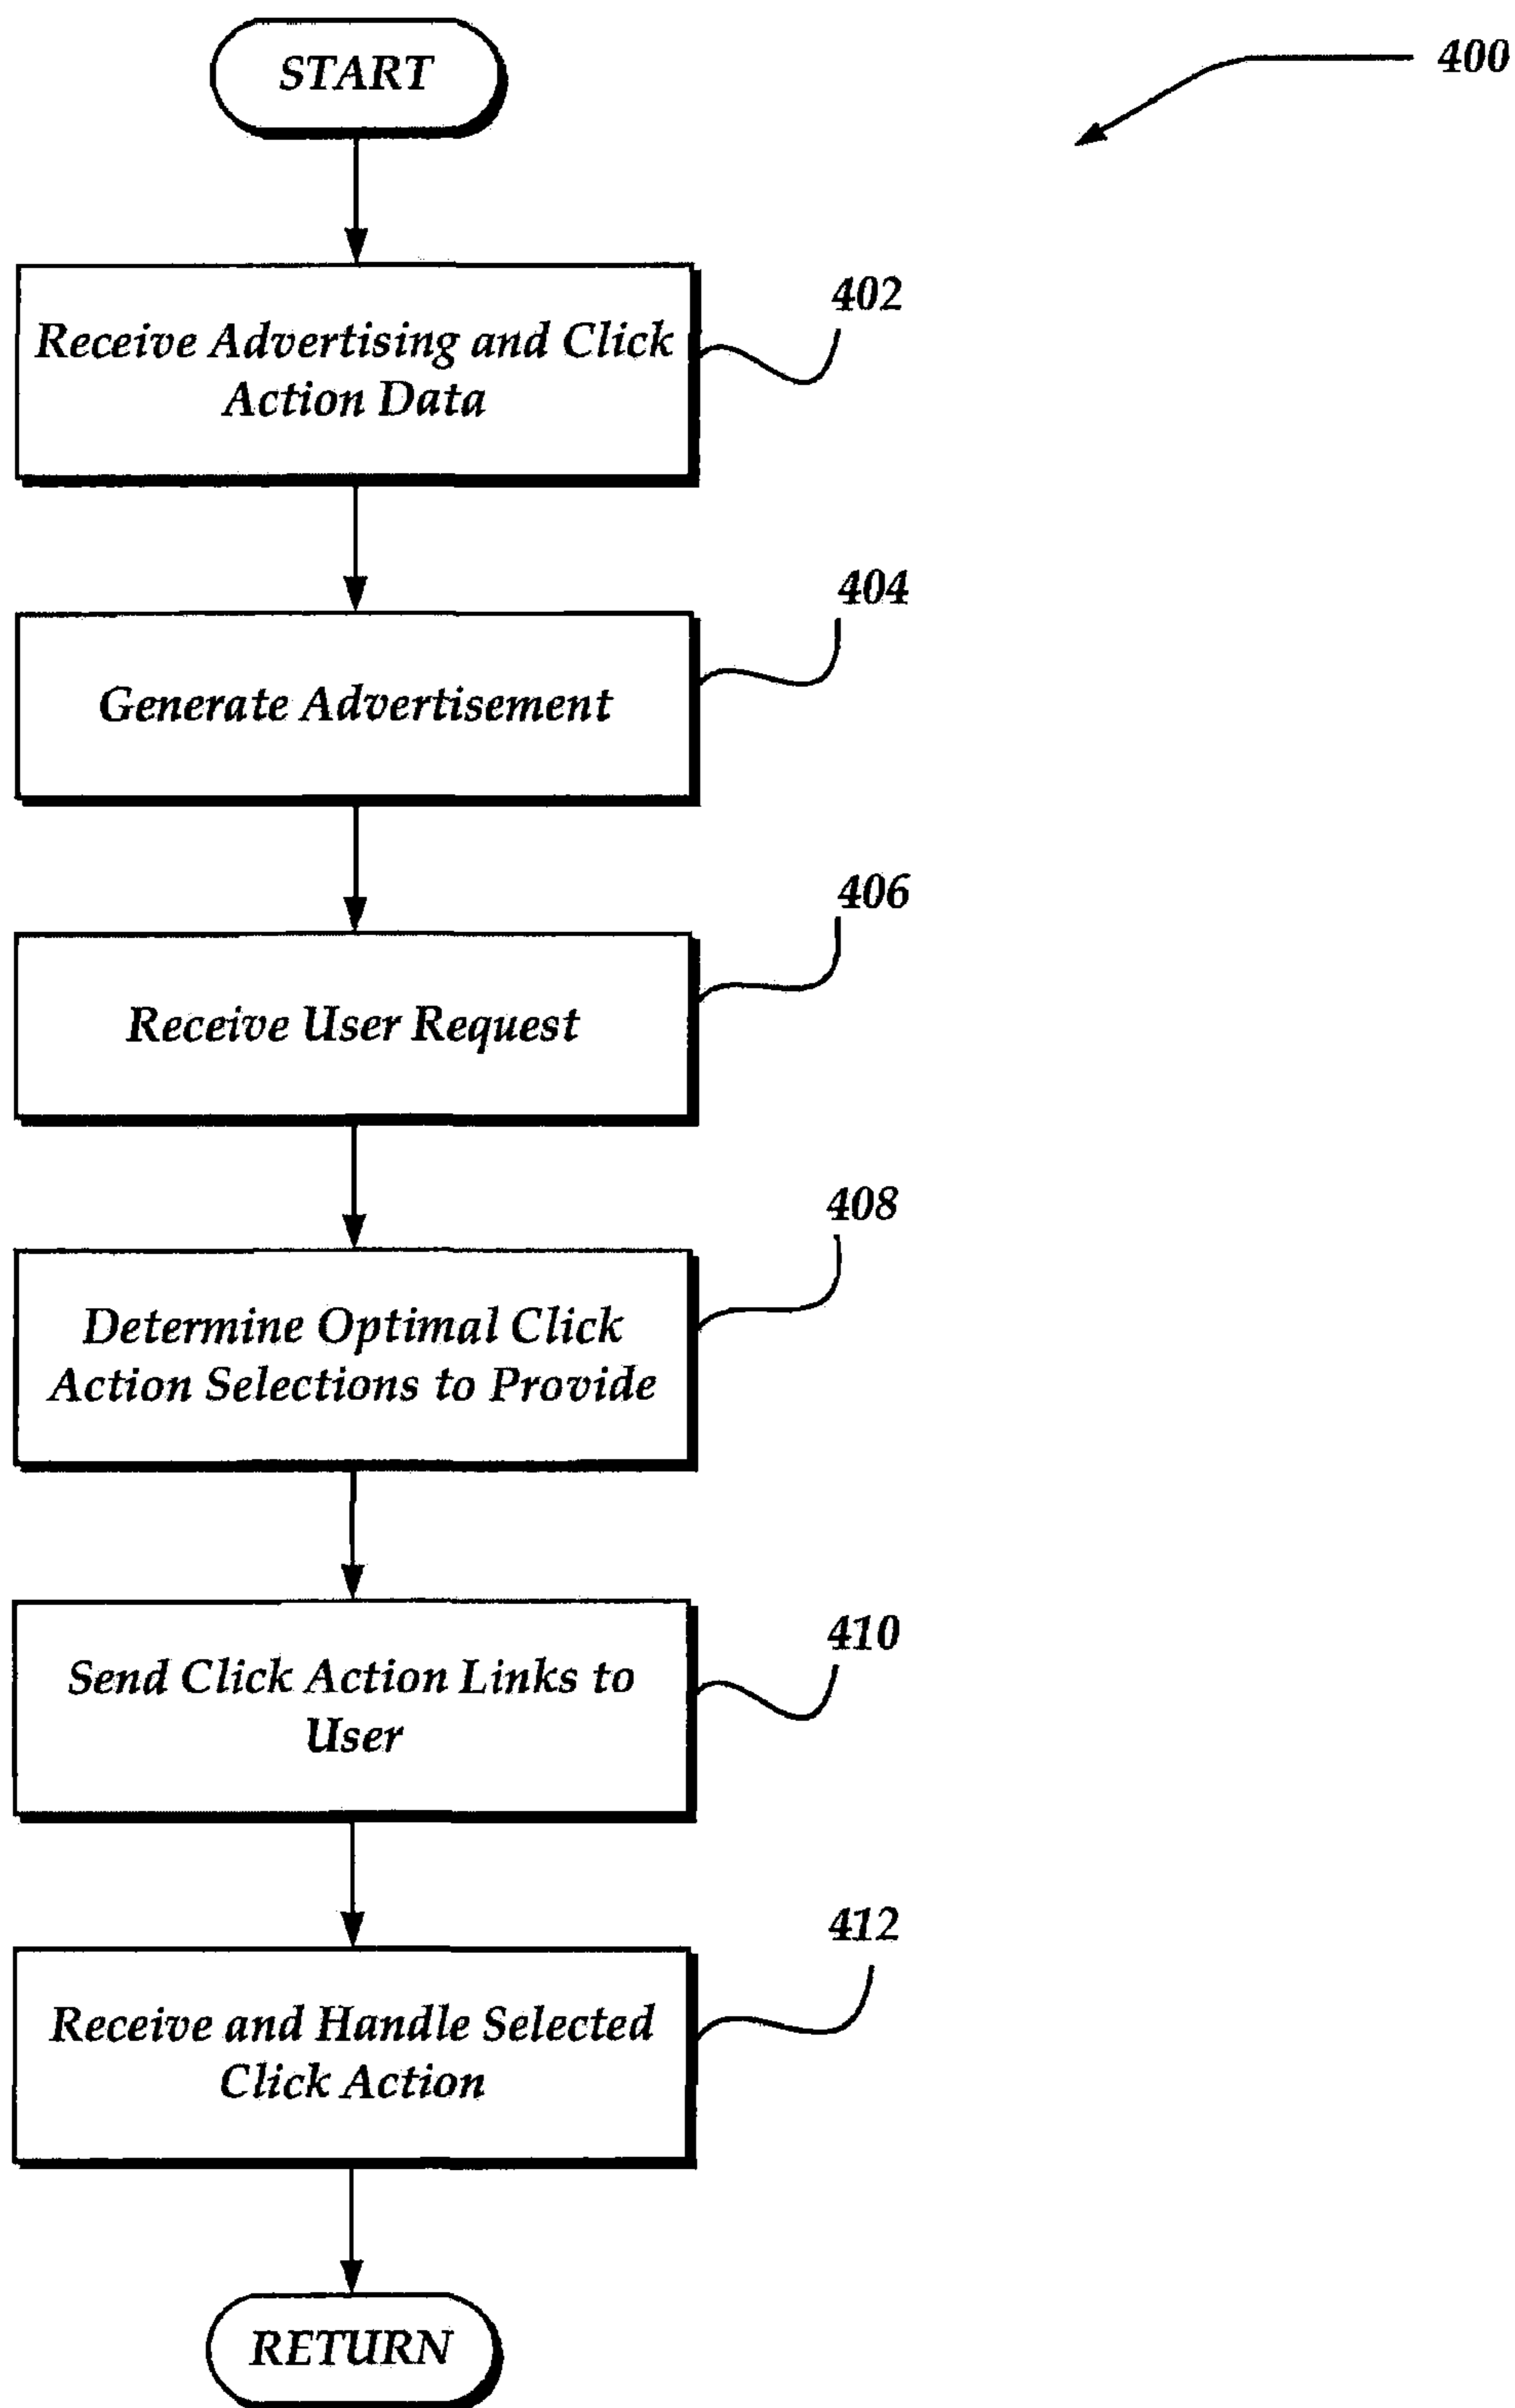 START
400
402
Receive Advertising and Click
Action Data
404
Generate Advertisement
406
Receive User Request
408
Determine Optimal Click
Action Selections to Provide
410
Send Click Action Links to
User
412
Receive and Handle Selected
Click Action
RETURN